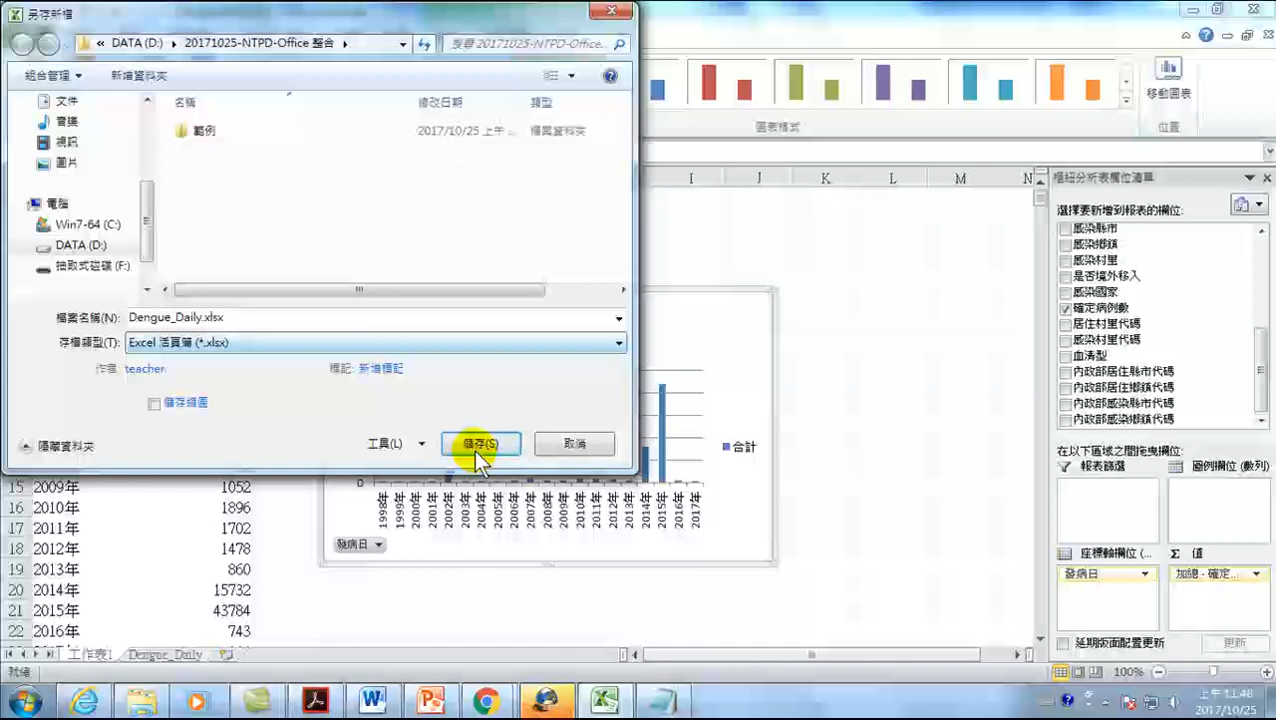 另存新檔
« DATA (D:) ▸ 20171025-NTPD-Office 整合 ▸
搜尋 20171025-NTPD-Office...
組合管理 ▾ 新增資料夾
名稱 修改日期 類型
文件
音樂
視訊
圖片
範例 2017/10/25 上午 ... 檔案資料夾
電腦
Win7-64 (C:)
DATA (D:)
抽取式磁碟 (F:)
檔案名稱(N): Dengue_Daily.xlsx
存檔類型(T): Excel 活頁簿 (*.xlsx)
作者: teacher 標記: 新增標記
儲存縮圖
隱藏資料夾 工具(L) 儲存(S) 取消
移動圖表
圖表樣式 位置
I J K L M N
樞紐分析表欄位清單
選擇要新增到報表的欄位:
感染縣市
感染鄉鎮
感染村里
是否境外移入
感染國家
確定病例數
居住村里代碼
感染村里代碼
血清型
內政部居住縣市代碼
內政部居住鄉鎮代碼
內政部感染縣市代碼
內政部感染鄉鎮代碼
在以下區域之間拖曳欄位:
報表篩選 圖例欄位 (數列)
座標軸欄位 (... Σ 值
發病日 加總 - 確定...
延期版面配置更新 更新
合計
0
1998年 1999年 2000年 2001年 2002年 2003年 2004年 2005年 2006年 2007年 2008年 2009年 2010年 2011年 2012年 2013年 2014年 2015年 2016年 2017年
發病日
15 2009年 1052
16 2010年 1896
17 2011年 1702
18 2012年 1478
19 2013年 860
20 2014年 15732
21 2015年 43784
22 2016年 743
工作表1 Dengue_Daily
就緒 100%
上午 11:48
2017/10/25